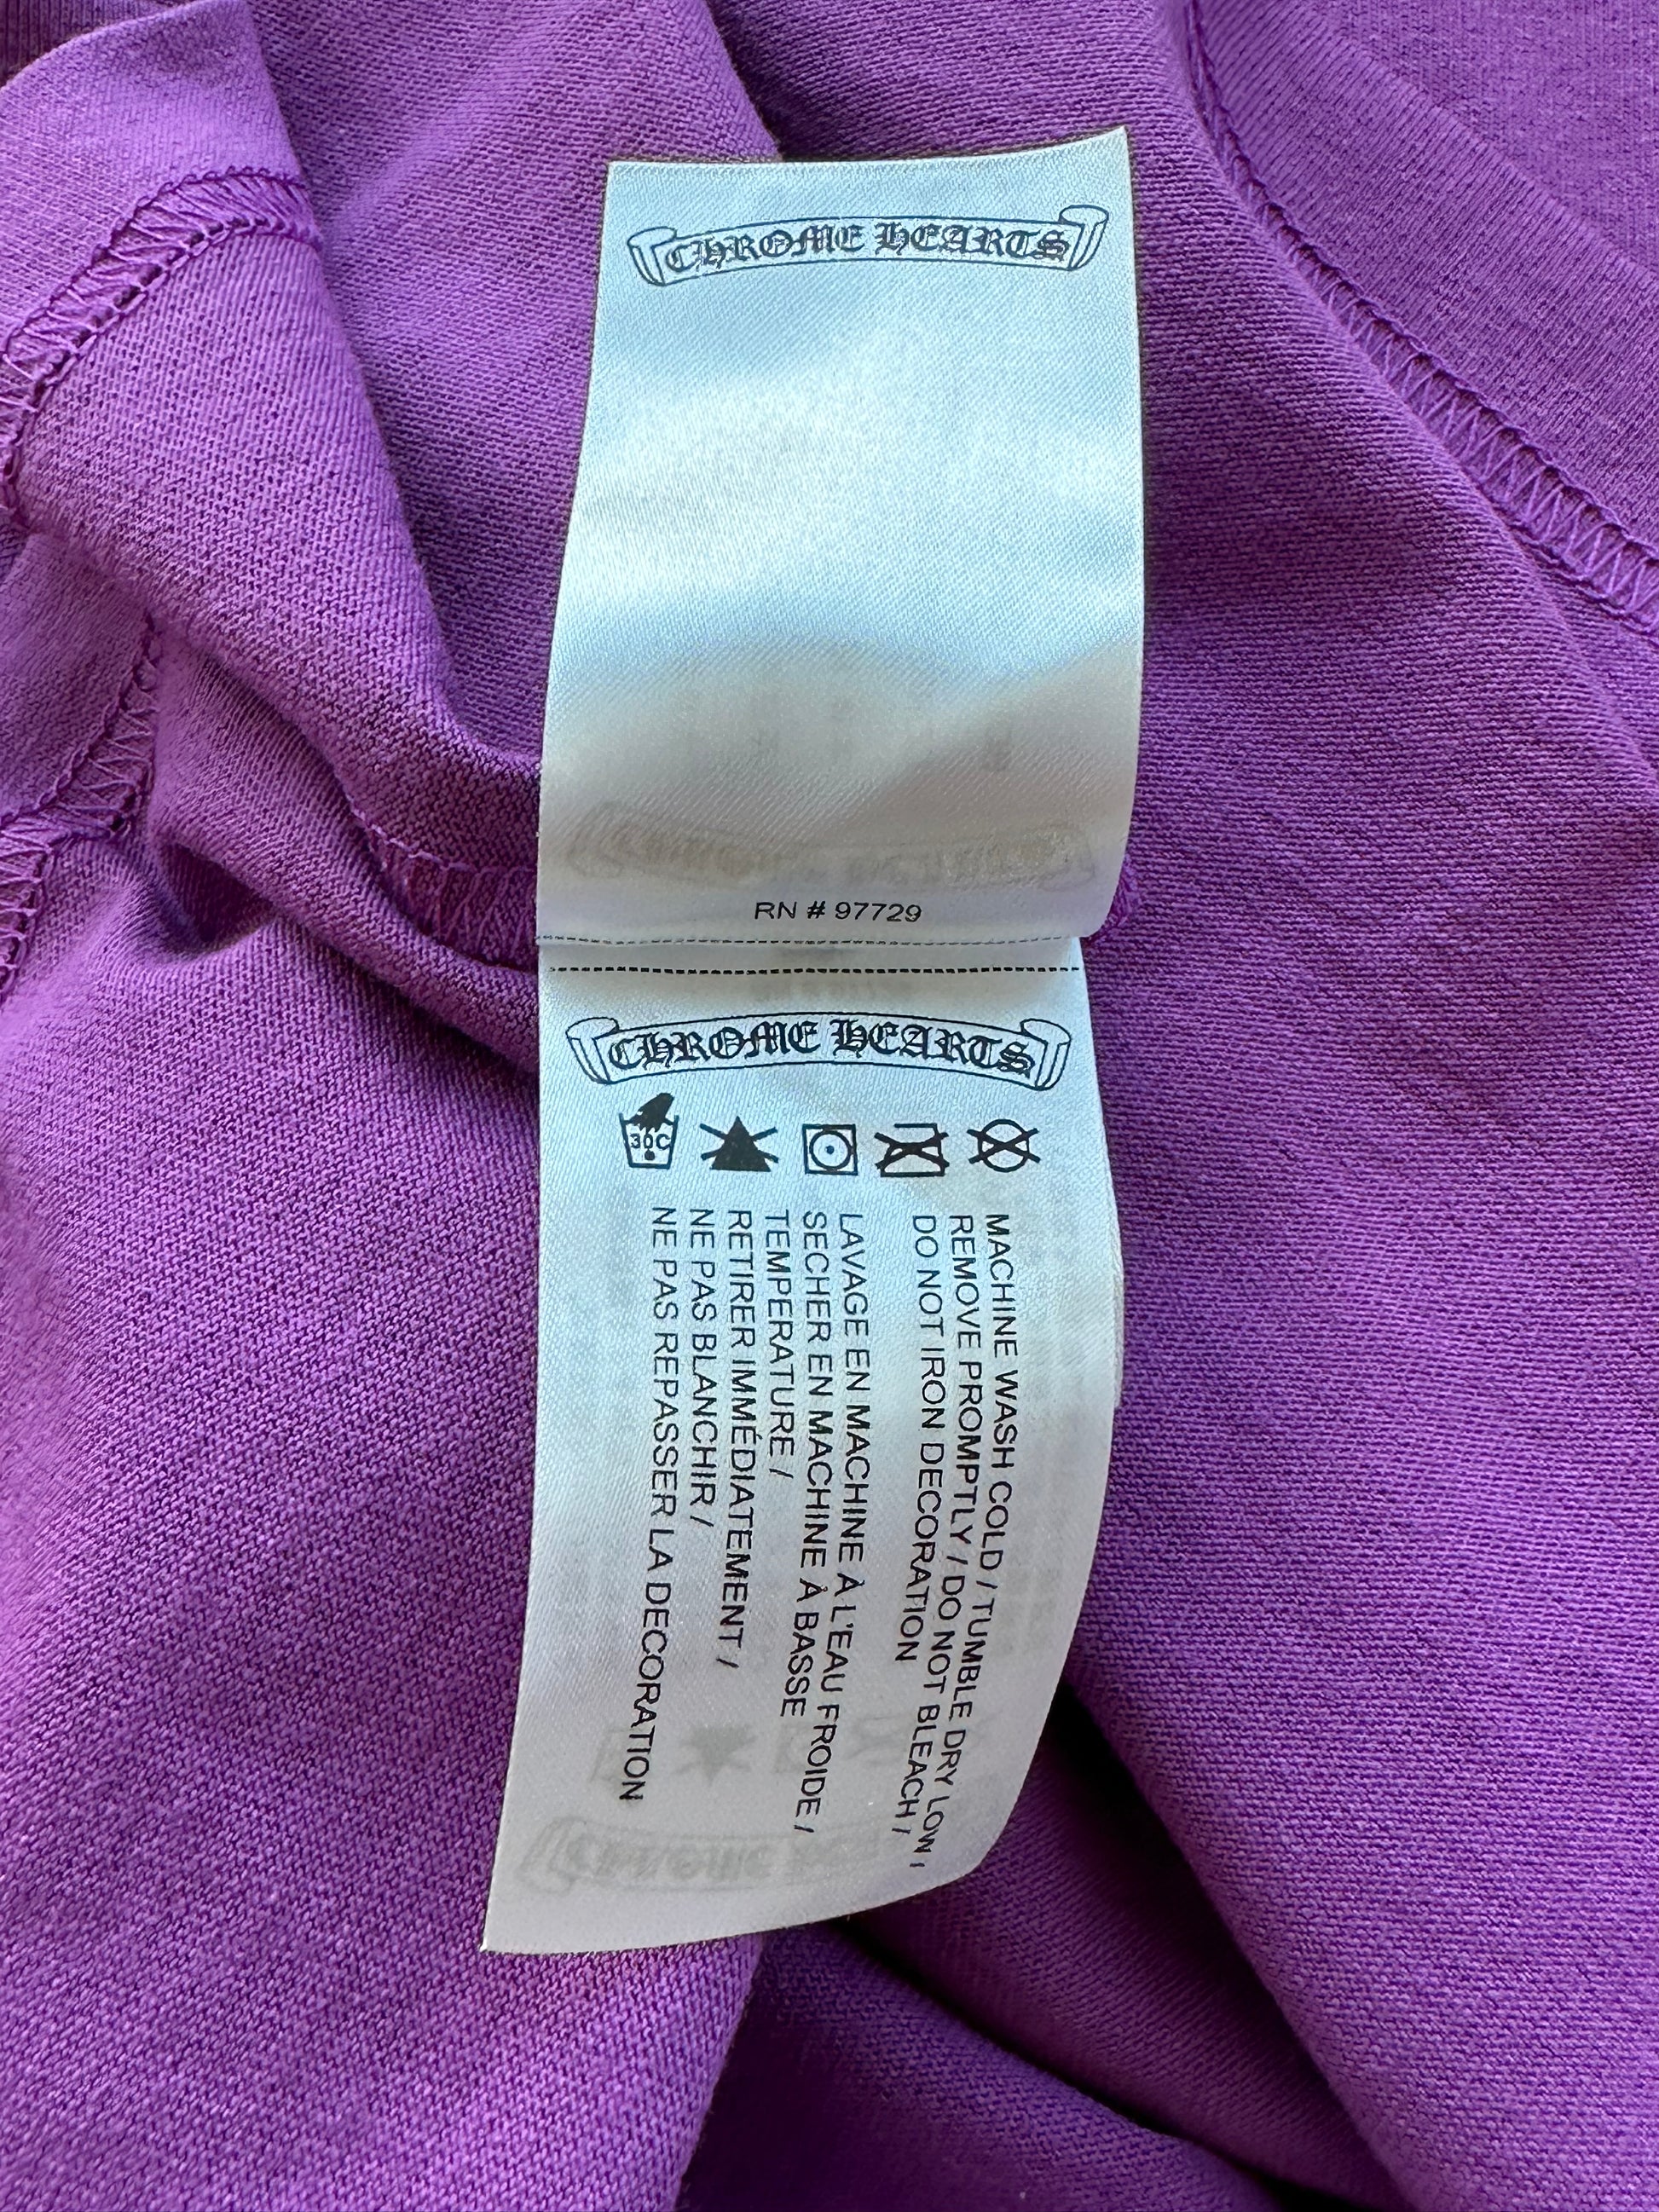 CHROME HEARTS
RN # 97729
CHROME HEARTS
30C
MACHINE WASH COLD / TUMBLE DRY LOW /
REMOVE PROMPTLY / DO NOT BLEACH /
DO NOT IRON DECORATION
LAVAGE EN MACHINE À L'EAU FROIDE /
SECHER EN MACHINE À BASSE
TEMPERATURE /
RETIRER IMMÉDIATEMENT /
NE PAS BLANCHIR /
NE PAS REPASSER LA DECORATION